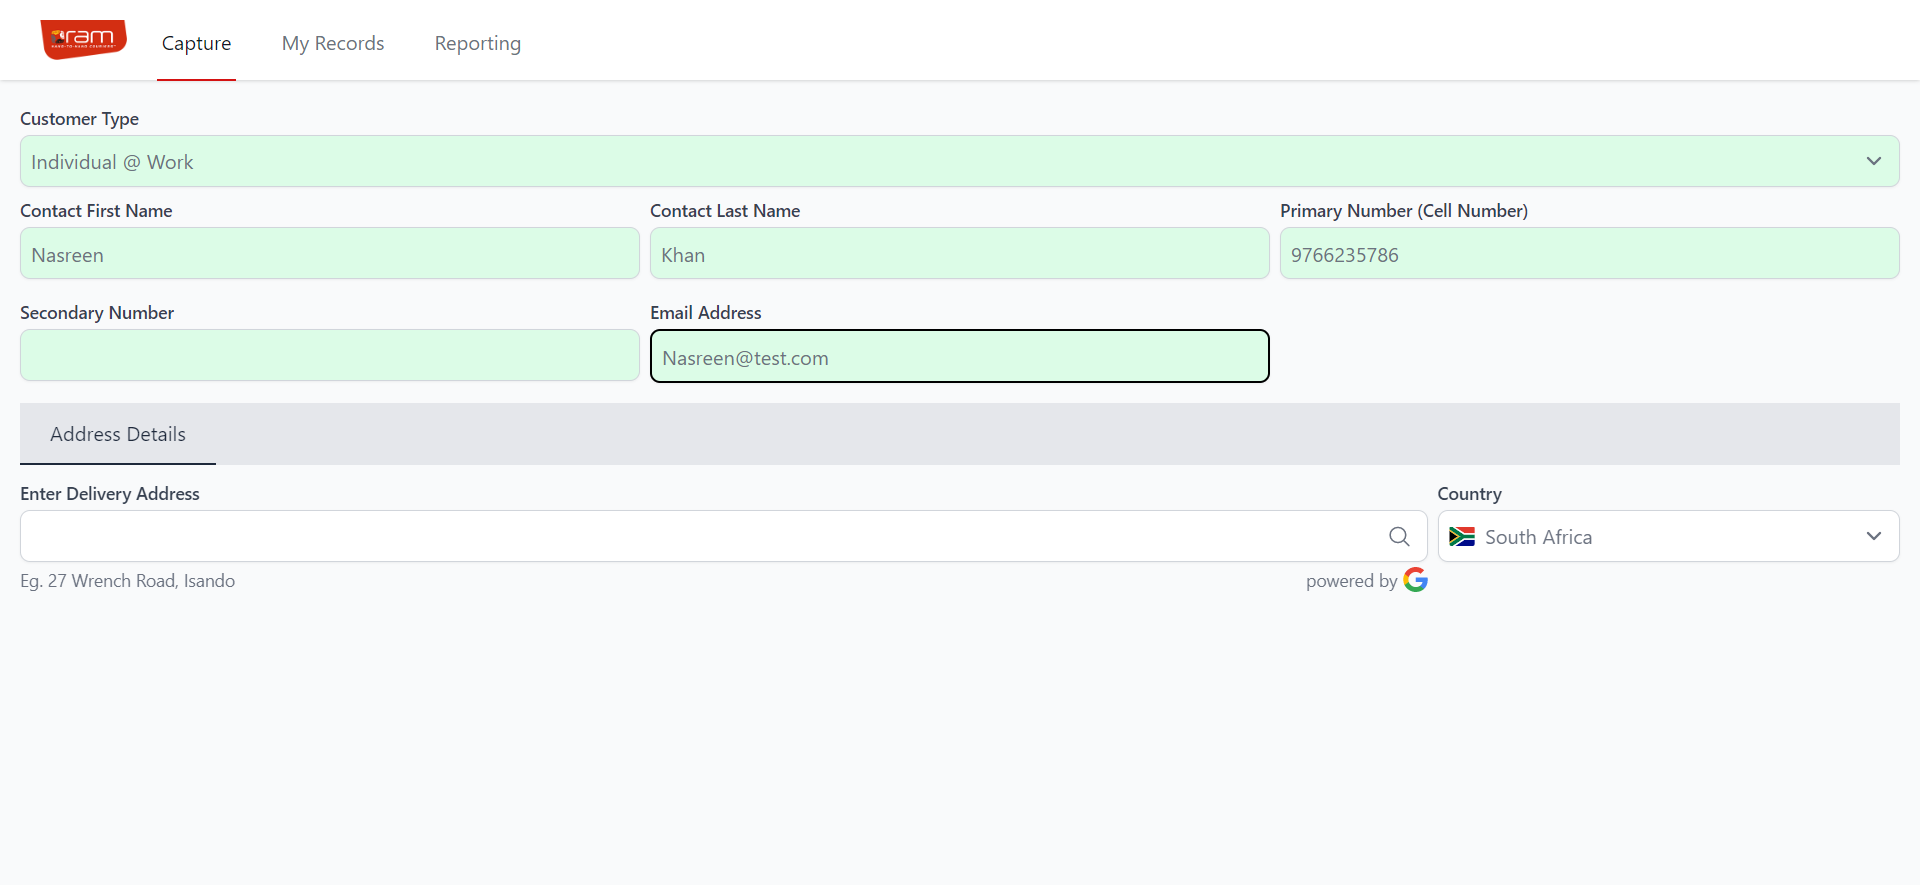 ram
Capture
My Records
Reporting
Customer Type
Individual @ Work
Contact First Name
Contact Last Name
Primary Number (Cell Number)
Nasreen
Khan
9766235786
Secondary Number
Email Address
Nasreen@test.com
Address Details
Enter Delivery Address
Country
South Africa
Eg. 27 Wrench Road, Isando
powered by G